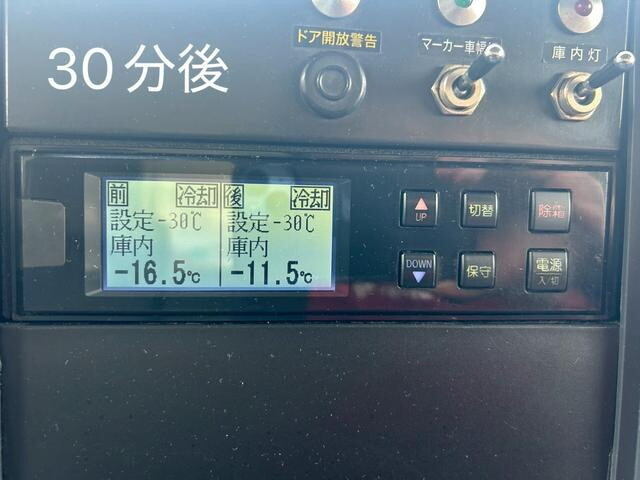 30分後
ドア開放警告
マーカー車幅
庫内灯
前 冷却 後 冷却
設定-30℃ 設定-30℃
庫内 庫内
-16.5℃ -11.5℃
UP
切替
除霜
DOWN
保守
電源
入/切